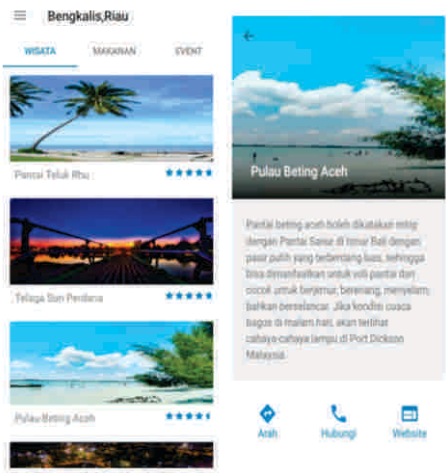 Bengkalis,Riau
WISATA MAKANAN EVENT
Pantai Teluk Rhu
Telaga Sun Perdana
Pulau Beting Aceh
Pulau Beting Aceh
Pantai beting aceh boleh dikatakan mirip
dengan Pantai Sanur di timur Bali dengan
pasir putih yang terbentang luas, sehingga
bisa dimanfaatkan untuk voli pantai dan
cocok untuk berjemur, berenang, menyelam,
bahkan berselancar. Jika kondisi cuaca
bagus di malam hari, akan terlihat
cahaya-cahaya lampu di Port Dickson
Malaysia.
Arah Hubungi Website